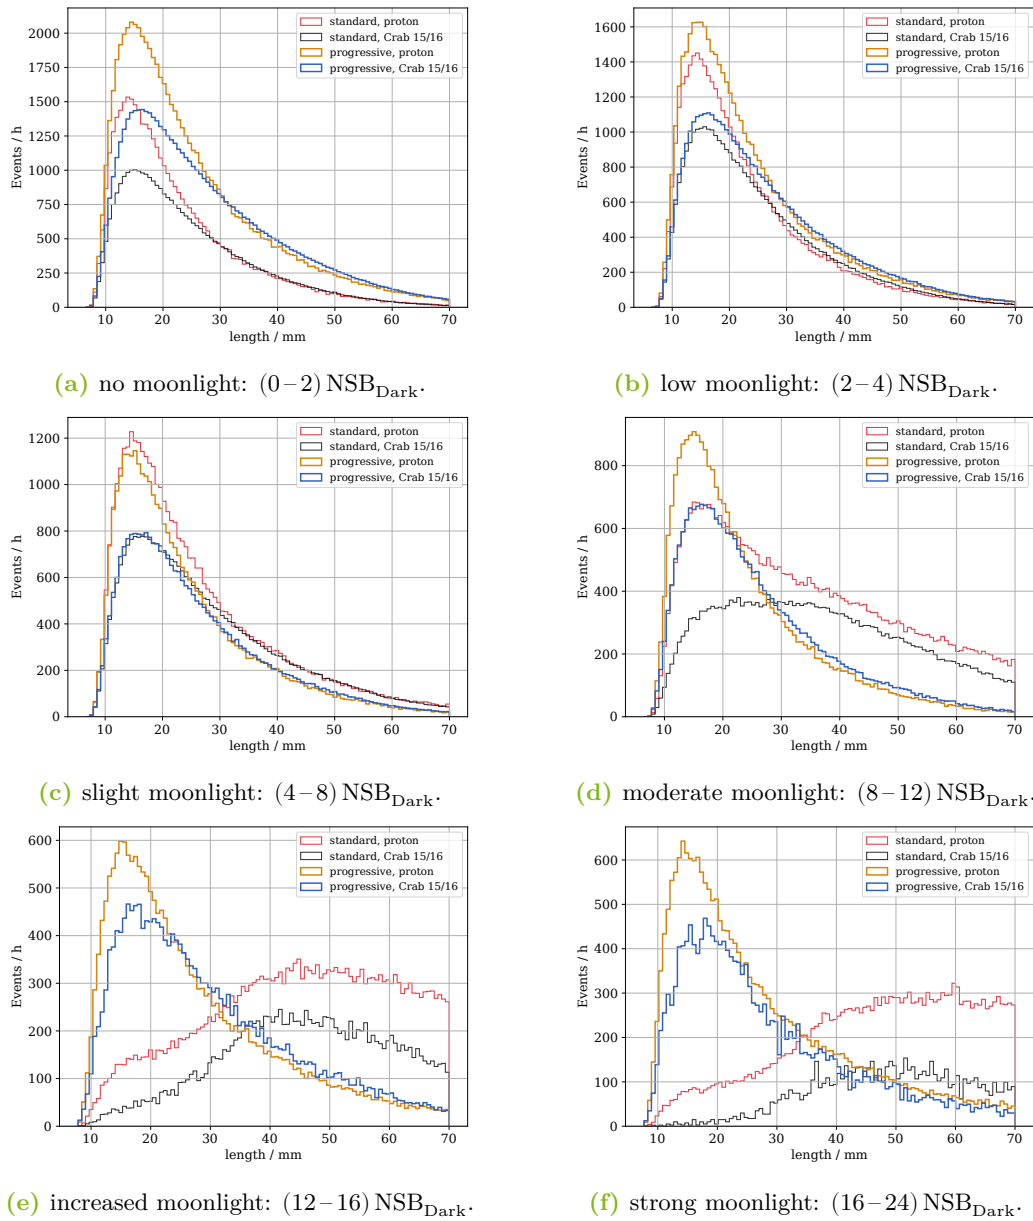 2000
1750
1500
1250
1000
750
500
250
0
Events / h
10 20 30 40 50 60 70
length / mm
standard, proton
standard, Crab 15/16
progressive, proton
progressive, Crab 15/16
(a) no moonlight: (0–2) NSB_Dark.
1600
1400
1200
1000
800
600
400
200
0
Events / h
10 20 30 40 50 60 70
length / mm
standard, proton
standard, Crab 15/16
progressive, proton
progressive, Crab 15/16
(b) low moonlight: (2–4) NSB_Dark.
1200
1000
800
600
400
200
0
Events / h
10 20 30 40 50 60 70
length / mm
standard, proton
standard, Crab 15/16
progressive, proton
progressive, Crab 15/16
(c) slight moonlight: (4–8) NSB_Dark.
800
600
400
200
0
Events / h
10 20 30 40 50 60 70
length / mm
standard, proton
standard, Crab 15/16
progressive, proton
progressive, Crab 15/16
(d) moderate moonlight: (8–12) NSB_Dark.
600
500
400
300
200
100
0
Events / h
10 20 30 40 50 60 70
length / mm
standard, proton
standard, Crab 15/16
progressive, proton
progressive, Crab 15/16
(e) increased moonlight: (12–16) NSB_Dark.
600
500
400
300
200
100
0
Events / h
10 20 30 40 50 60 70
length / mm
standard, proton
standard, Crab 15/16
progressive, proton
progressive, Crab 15/16
(f) strong moonlight: (16–24) NSB_Dark.